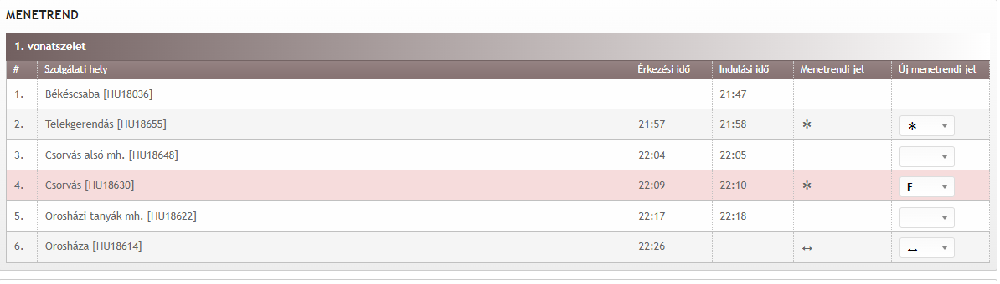 MENETREND
1. vonatszelet
# Szolgálati hely Érkezési idő Indulási idő Menetrendi jel Új menetrendi jel
1. Békéscsaba [HU18036] 21:47
2. Telekgerendás [HU18655] 21:57 21:58 * *
3. Csorvás alsó mh. [HU18648] 22:04 22:05
4. Csorvás [HU18630] 22:09 22:10 * F
5. Orosházi tanyák mh. [HU18622] 22:17 22:18
6. Orosháza [HU18614] 22:26 ↔ ↔